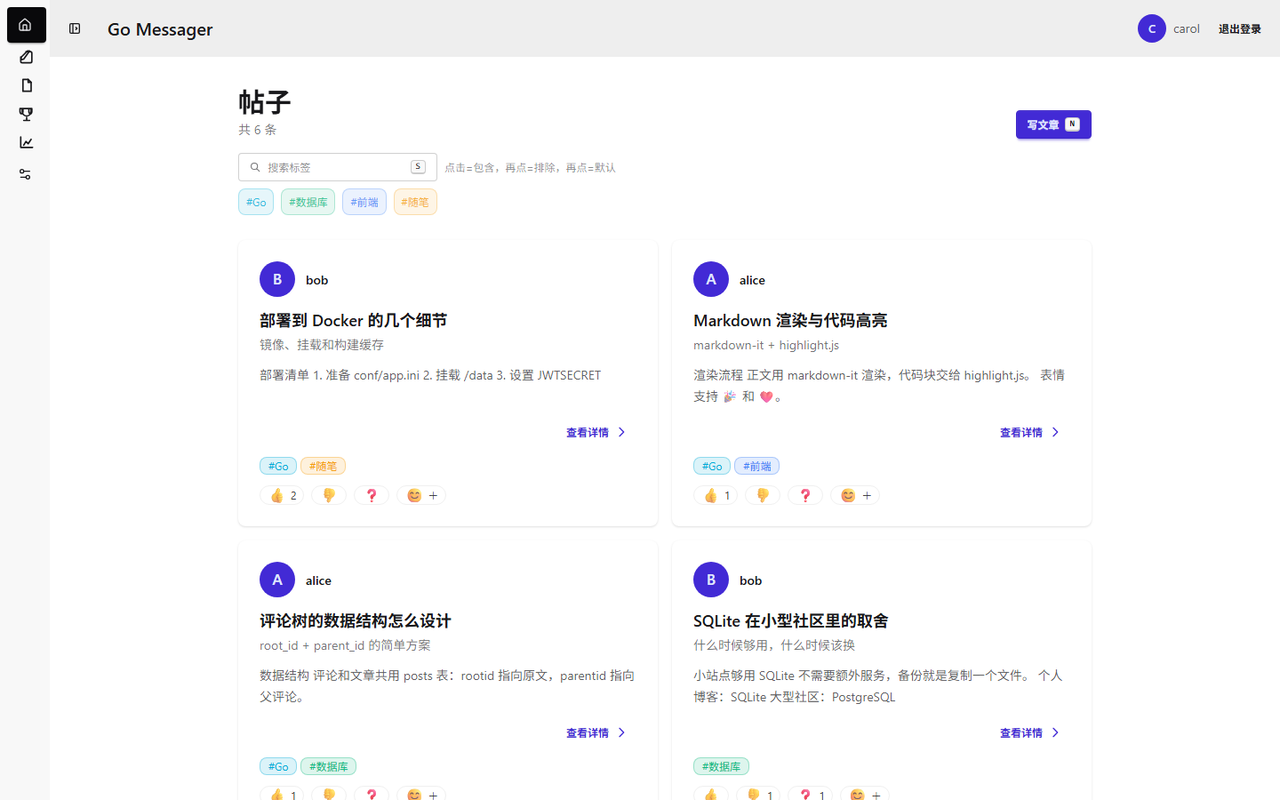 Go Messager
C
carol
退出登录
帖子
共 6 条
写文章 N
搜索标签 S
点击=包含，再点=排除，再点=默认
#Go #数据库 #前端 #随笔
B
bob
部署到 Docker 的几个细节
镜像、挂载和构建缓存
部署清单 1. 准备 conf/app.ini 2. 挂载 /data 3. 设置 JWTSECRET
查看详情
#Go #随笔
2
+
A
alice
Markdown 渲染与代码高亮
markdown-it + highlight.js
渲染流程 正文用 markdown-it 渲染，代码块交给 highlight.js。 表情
支持 🎉 和 💖。
查看详情
#Go #前端
1
+
A
alice
评论树的数据结构怎么设计
root_id + parent_id 的简单方案
数据结构 评论和文章共用 posts 表：rootid 指向原文，parentid 指向
父评论。
查看详情
#Go #数据库
1
+
B
bob
SQLite 在小型社区里的取舍
什么时候够用，什么时候该换
小站点够用 SQLite 不需要额外服务，备份就是复制一个文件。 个人
博客：SQLite 大型社区：PostgreSQL
查看详情
#数据库
1
1
+